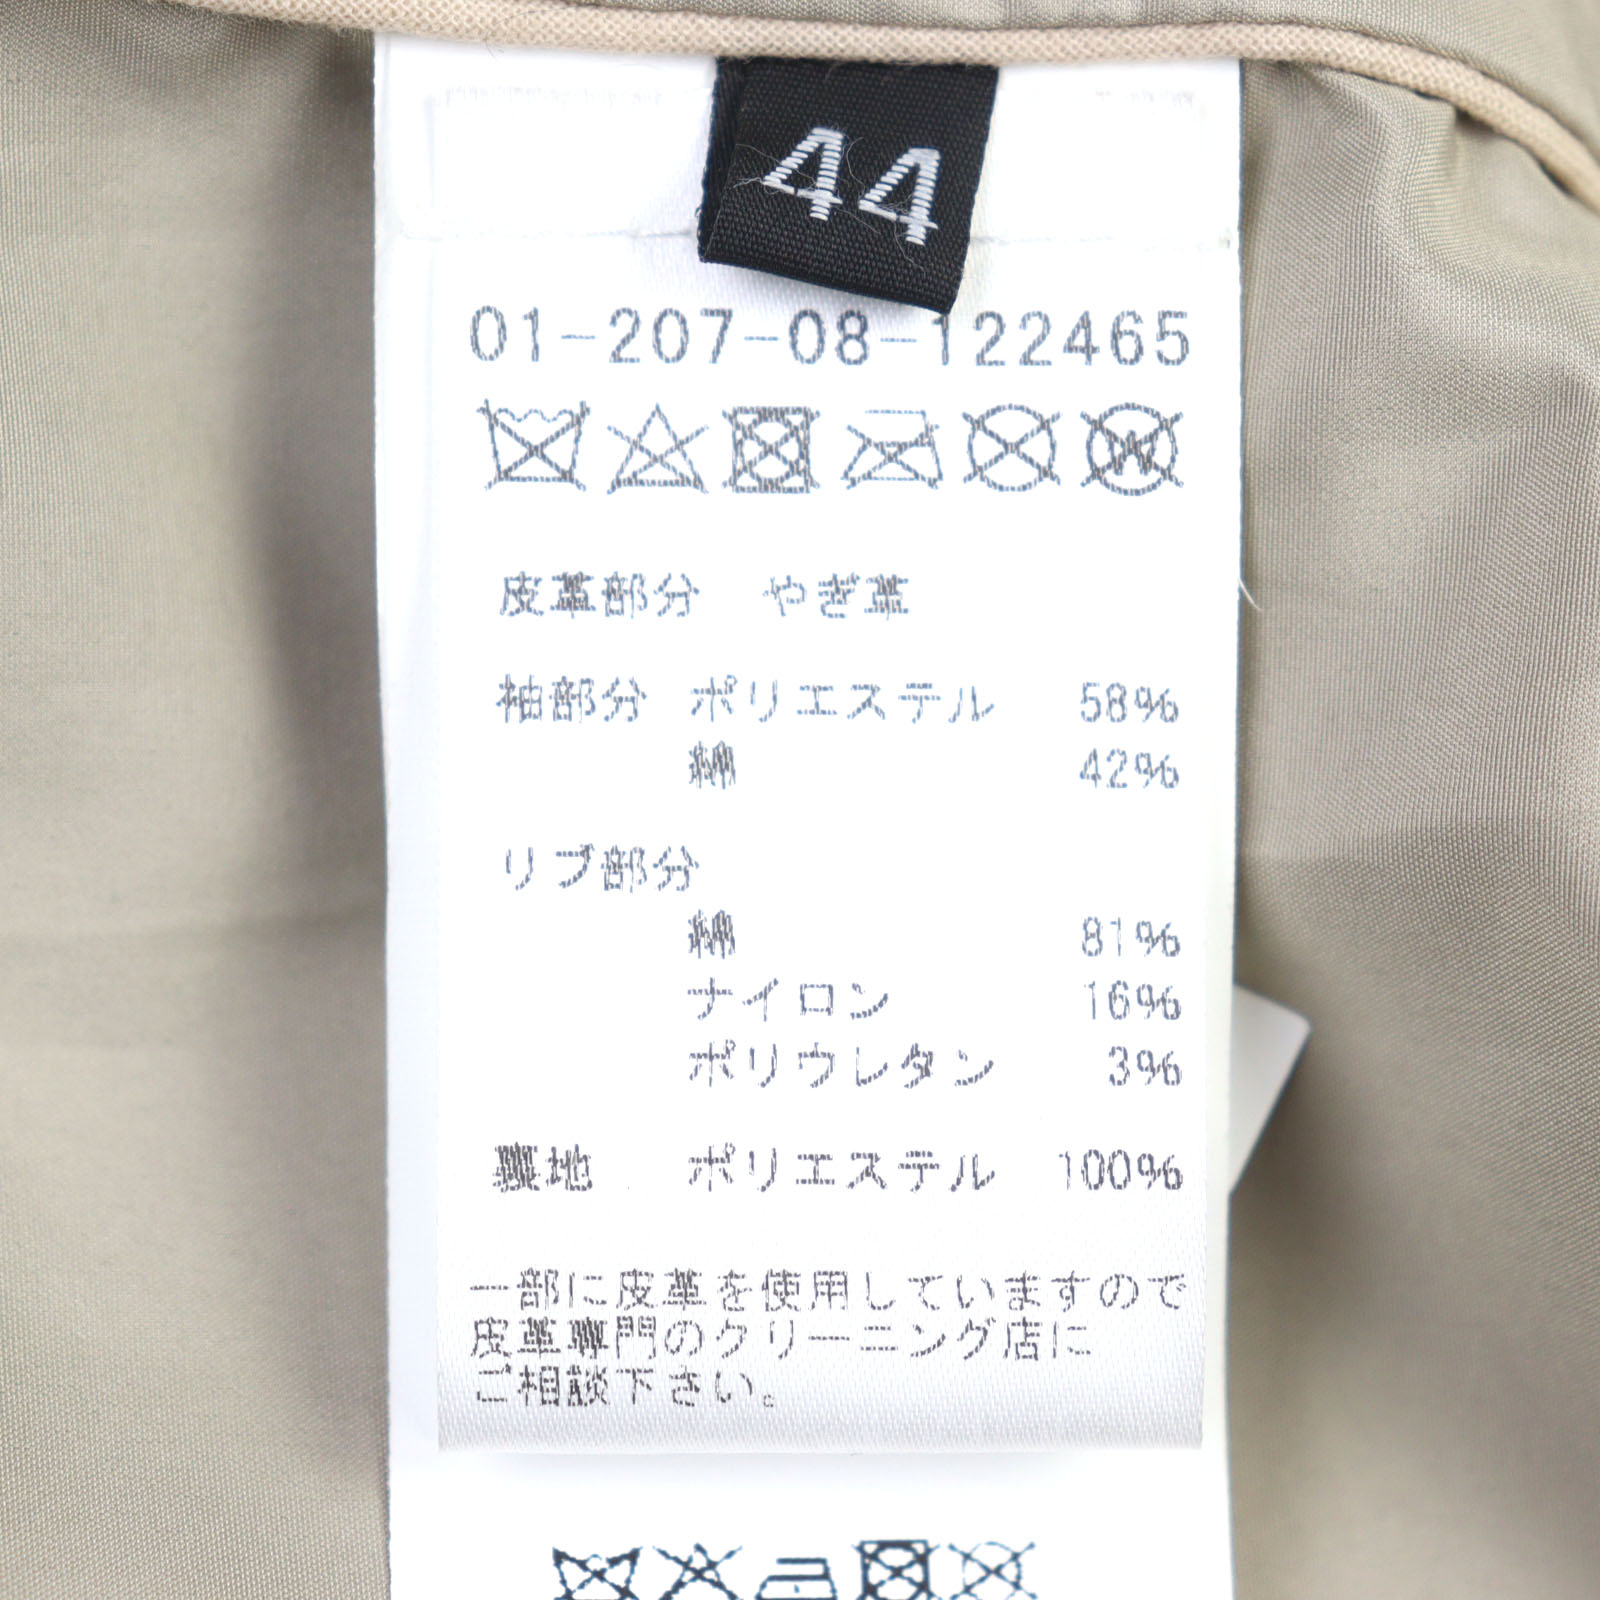 44
01-207-08-122465
W
皮革部分 やぎ革
袖部分 ポリエステル 58%
綿 42%
リブ部分
綿 81%
ナイロン 16%
ポリウレタン 3%
裏地 ポリエステル 100%
一部に皮革を使用していますので
皮革専門のクリーニング店に
ご相談下さい。